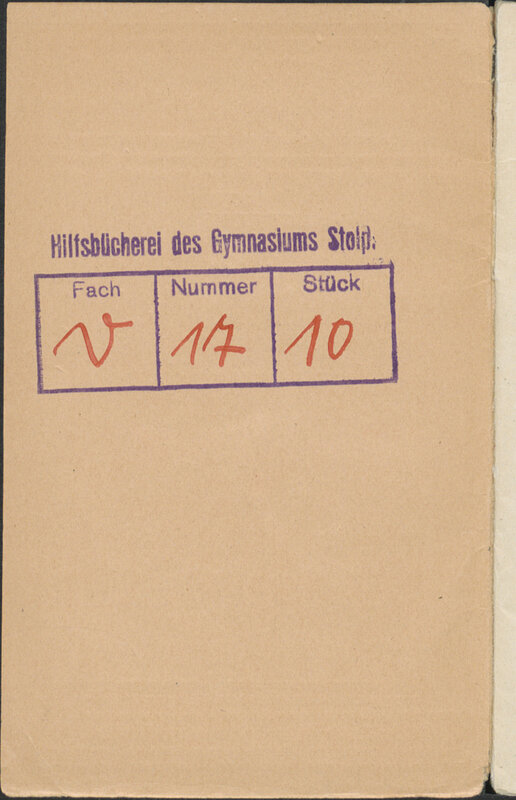 Hilfsbücherei des Gymnasiums Stolp.
Fach Nummer Stück
V 17 10